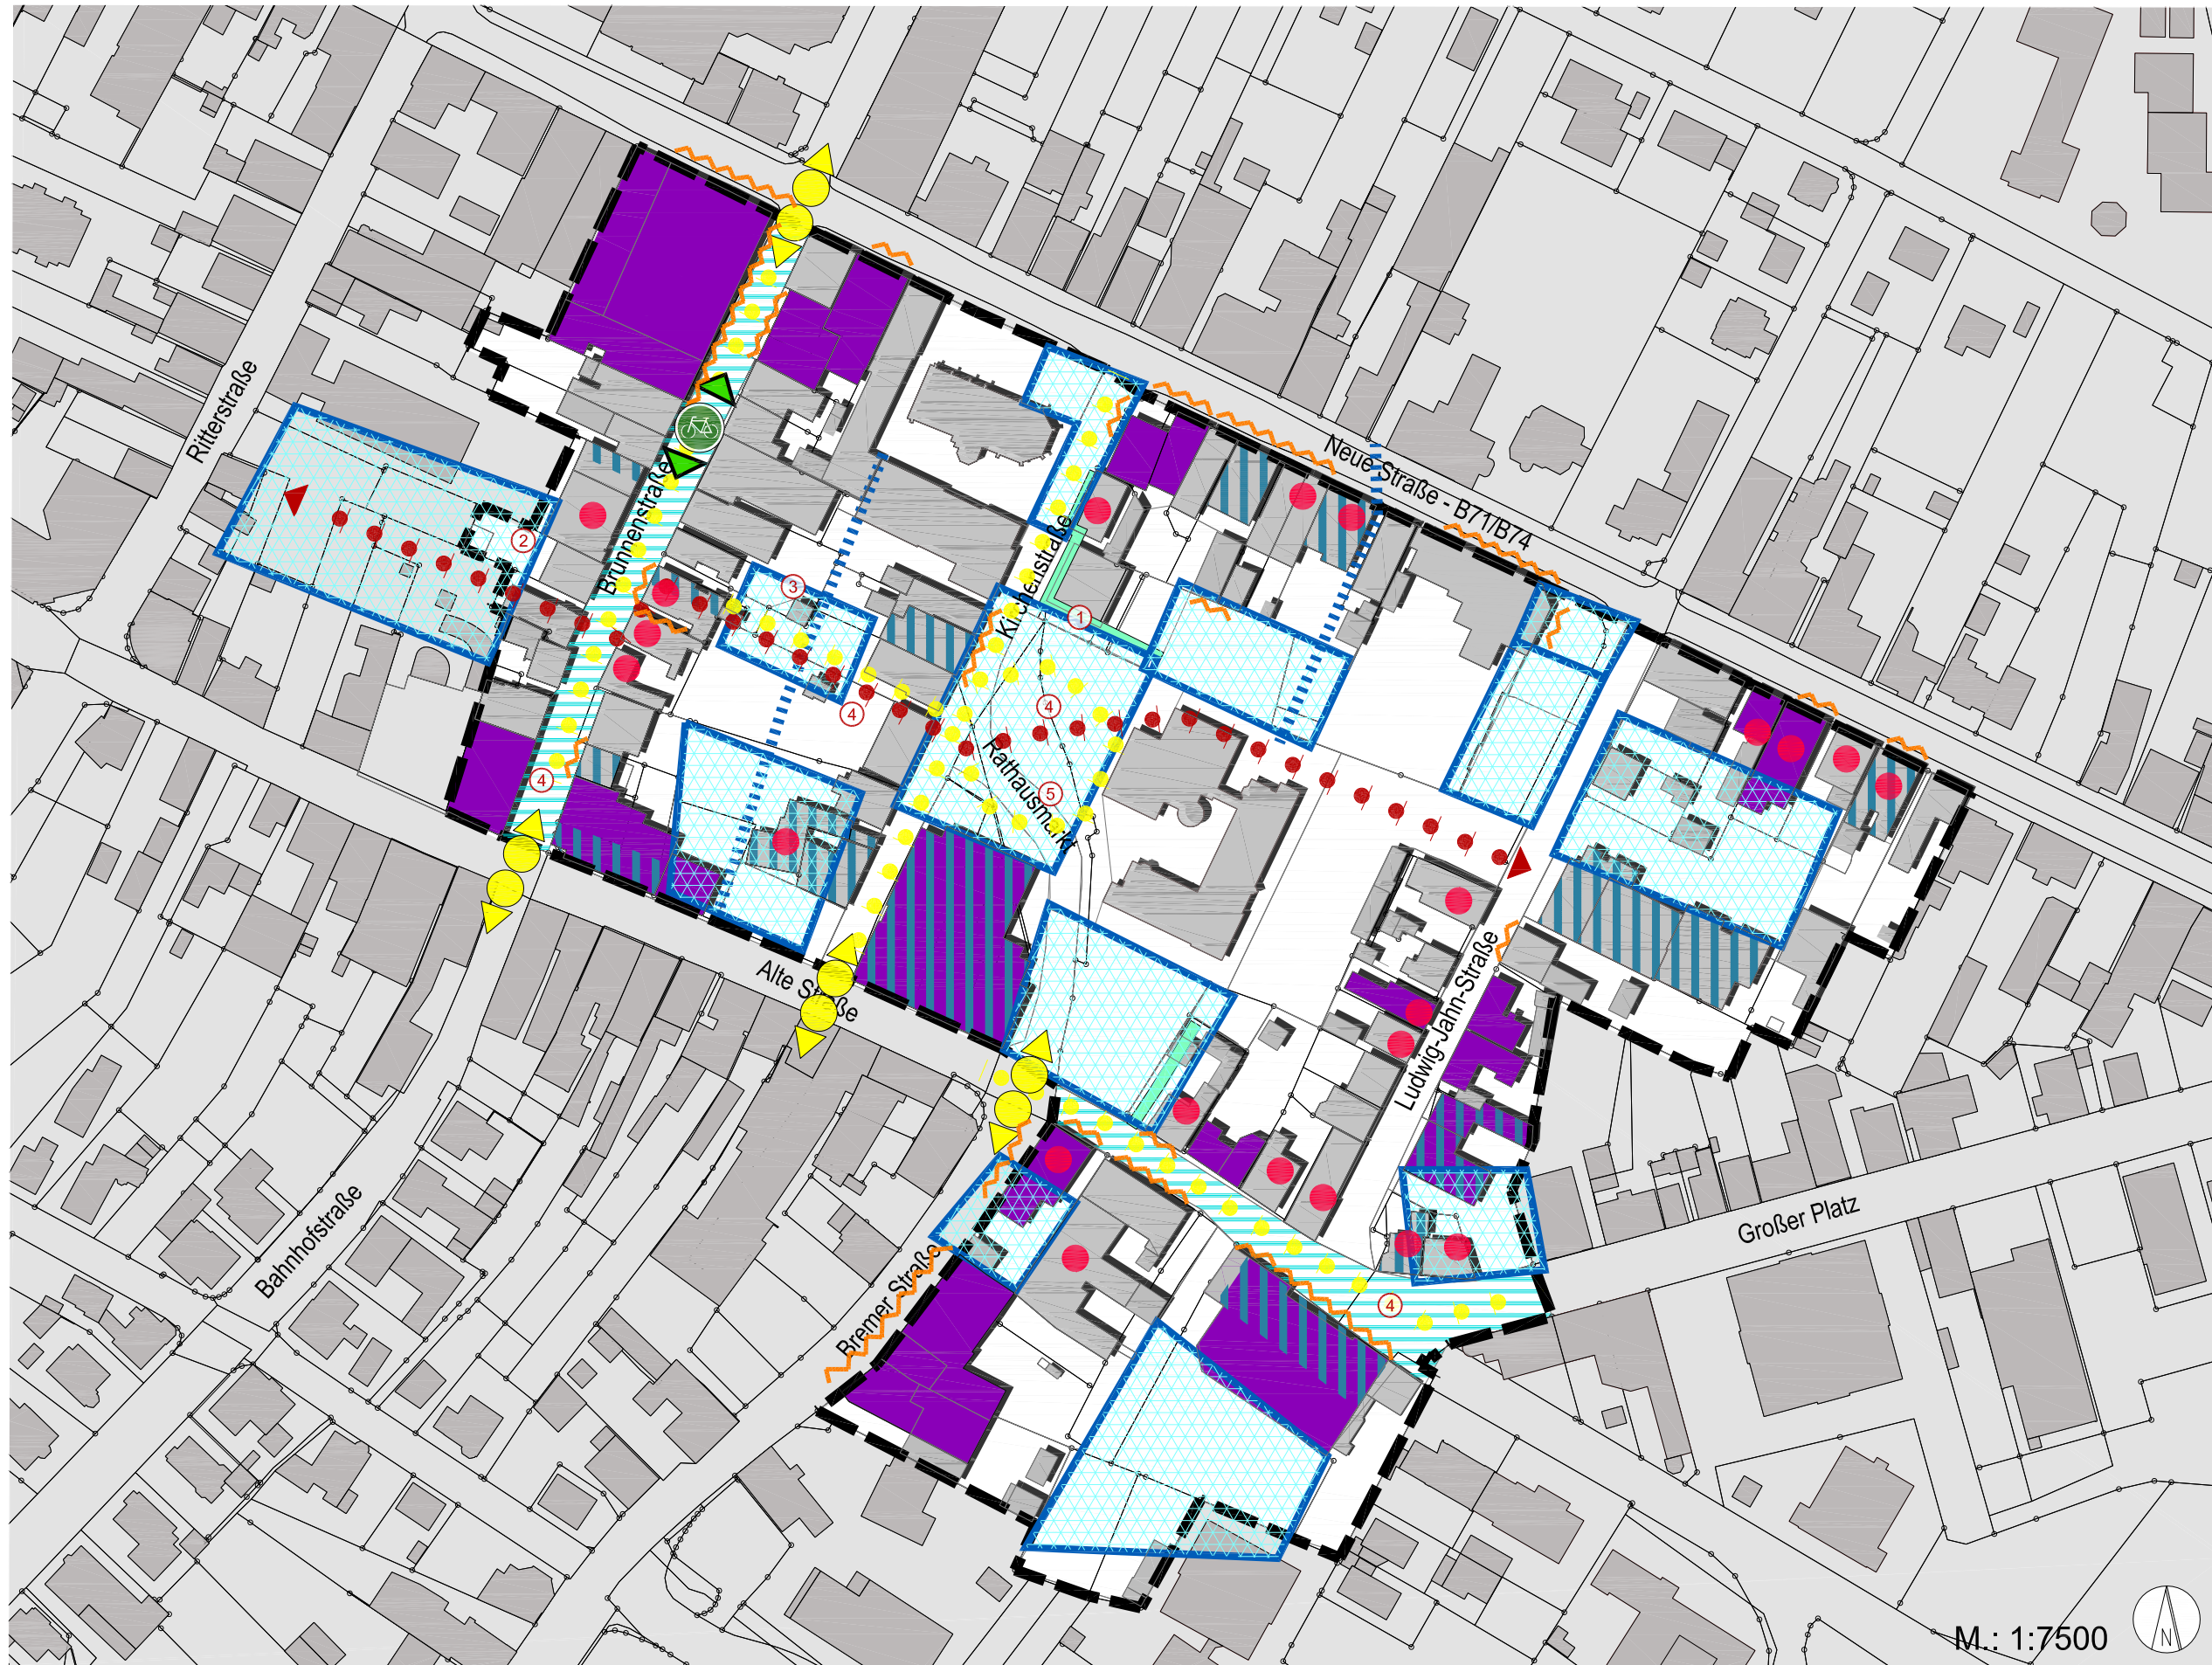 Ritterstraße
Brunnenstraße
Kirchenstraße
Neue Straße - B71/B74
2
3
1
4
4
Rathausmarkt
5
4
Alte Straße
Ludwig-Jahn-Straße
Bahnhofstraße
Bremer Straße
Großer Platz
4
M.: 1:7500
N